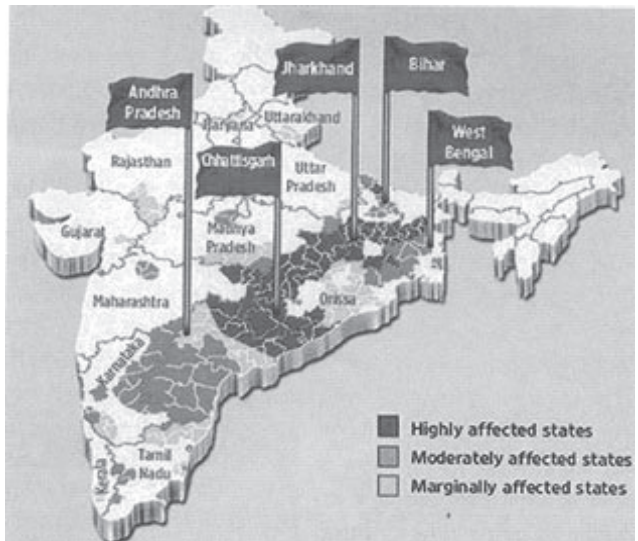 Jharkhand
Bihar
Andhra
Pradesh
West
Bengal
Haryana
Uttarakhand
Rajasthan
Chhattisgarh
Uttar
Pradesh
Gujarat
Madhya
Pradesh
Maharashtra
Orissa
Karnataka
Tamil
Nadu
Kerala
Highly affected states
Moderately affected states
Marginally affected states